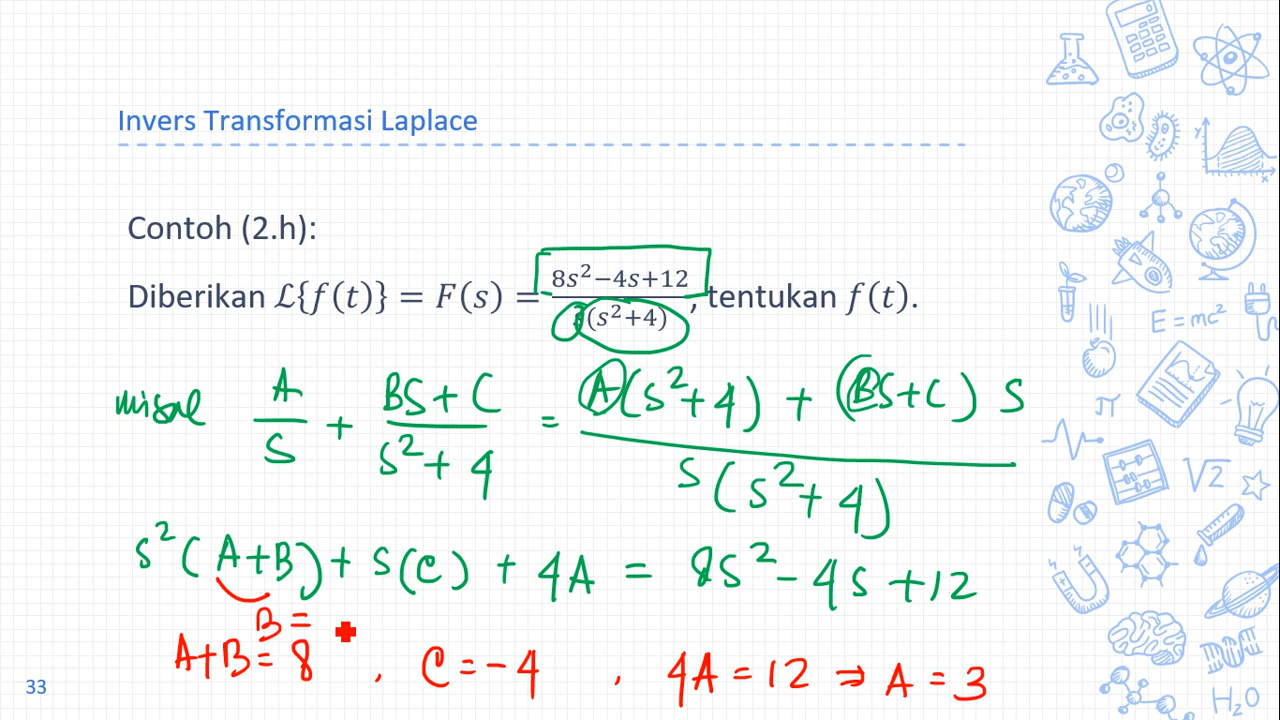 Invers Transformasi Laplace
Contoh (2.h):
Diberikan ℒ{f(t)} = F(s) = (8s²−4s+12)/(s(s²+4)), tentukan f(t).
misal A/S + (BS + C)/(S² + 4) = (A(S² + 4) + (BS + C) S)/(S(S² + 4))
S²(A+B) + S(C) + 4A = 8S² - 4S + 12
B =
A+B = 8 , C = -4 , 4A = 12 ⇒ A = 3
33
E = mc²
π
√2
H₂O
y
x